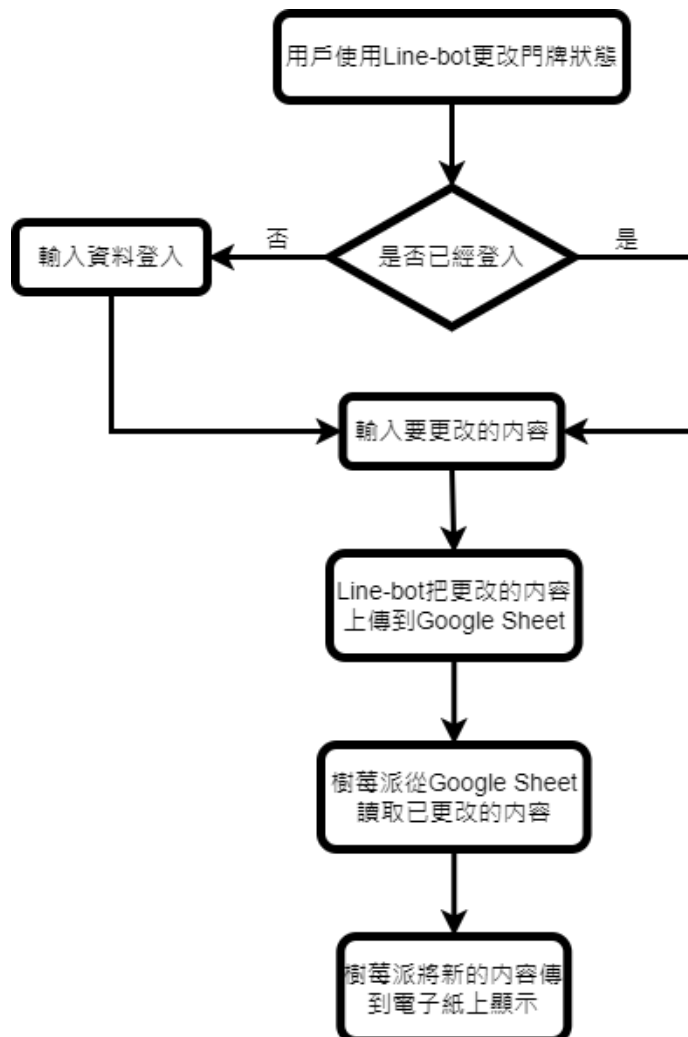 用戶使用Line-bot更改門牌狀態
否
是
輸入資料登入
是否已經登入
輸入要更改的内容
Line-bot把更改的内容
上傳到Google Sheet
樹莓派從Google Sheet
讀取已更改的内容
樹莓派將新的内容傳
到電子紙上顯示